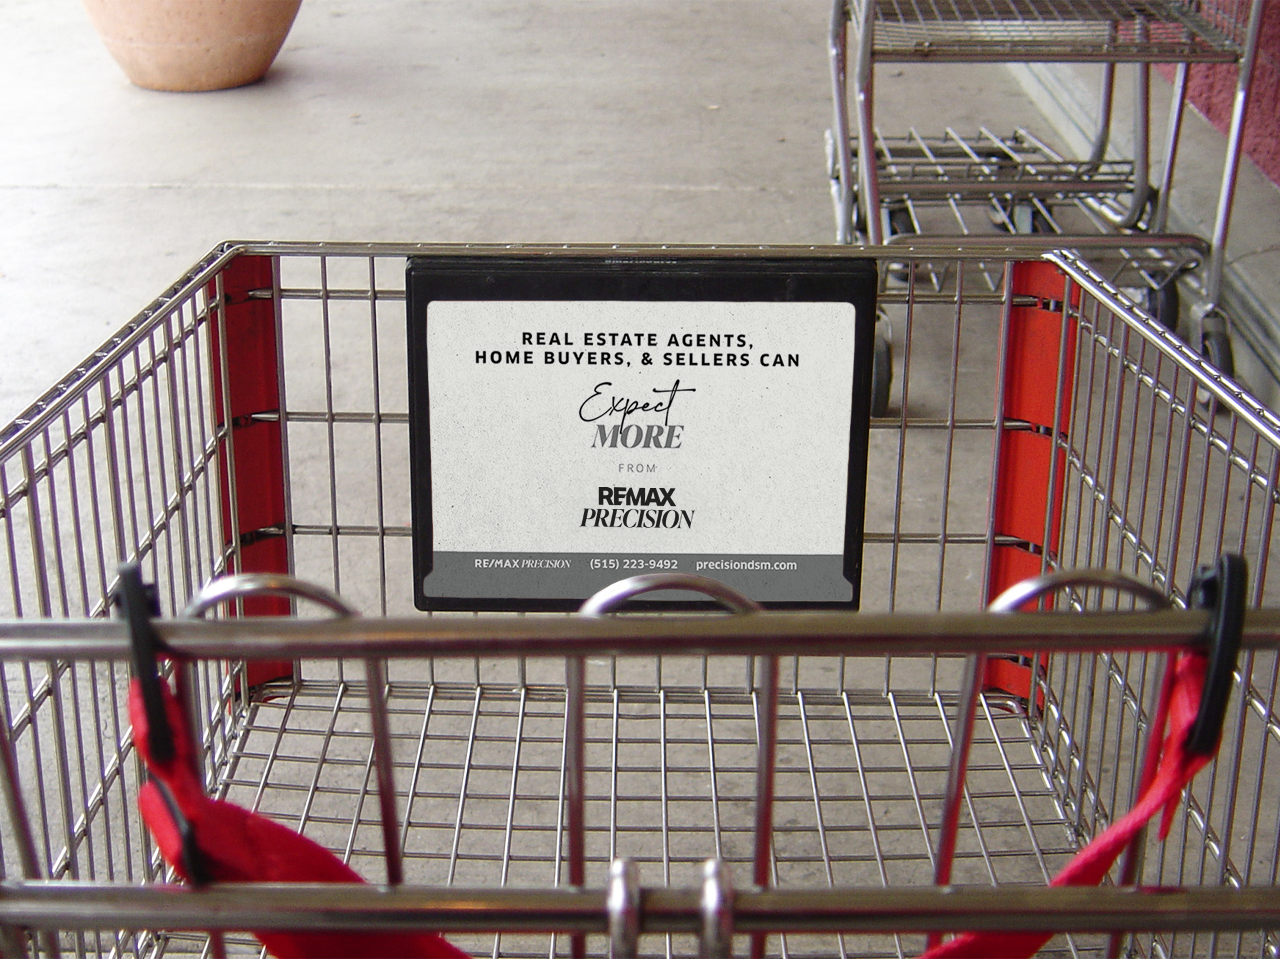 REAL ESTATE AGENTS,
HOME BUYERS, & SELLERS CAN
Expect
MORE
FROM
RE/MAX
PRECISION
RE/MAX PRECISION (515) 223-9492 precisiondsm.com